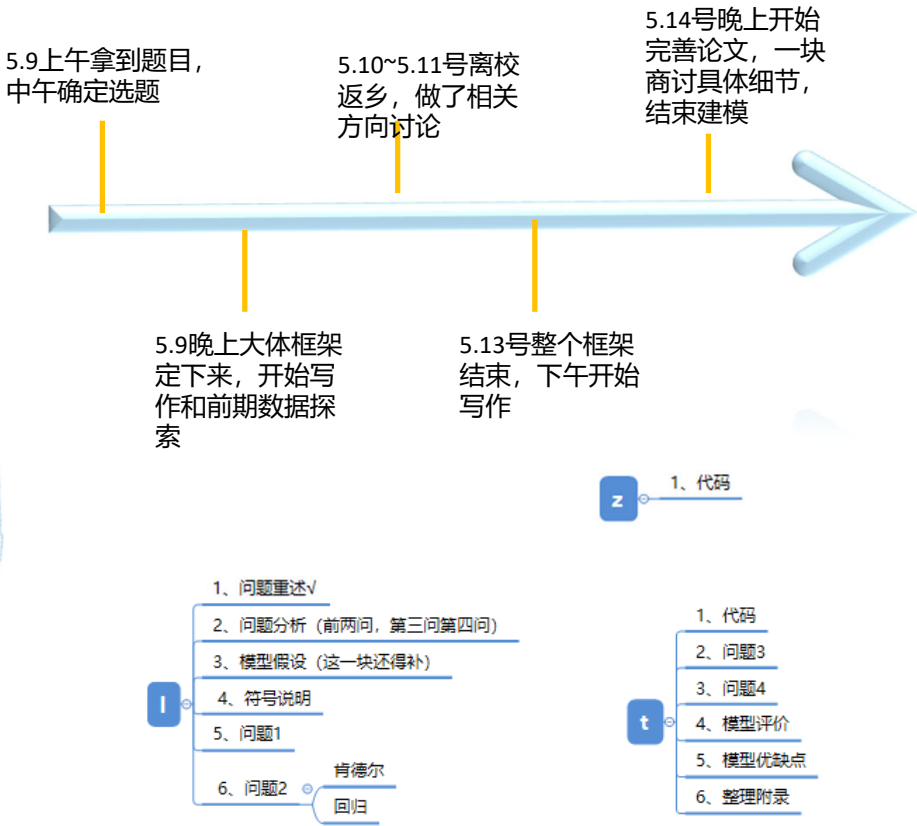 5.9上午拿到题目，
中午确定选题
5.10~5.11号离校
返乡，做了相关
方向讨论
5.14号晚上开始
完善论文，一块
商讨具体细节，
结束建模
5.9晚上大体框架
定下来，开始写
作和前期数据探
索
5.13号整个框架
结束，下午开始
写作
z
1、代码
l
1、问题重述√
2、问题分析（前两问，第三问第四问）
3、模型假设（这一块还得补）
4、符号说明
5、问题1
6、问题2
肯德尔
回归
t
1、代码
2、问题3
3、问题4
4、模型评价
5、模型优缺点
6、整理附录